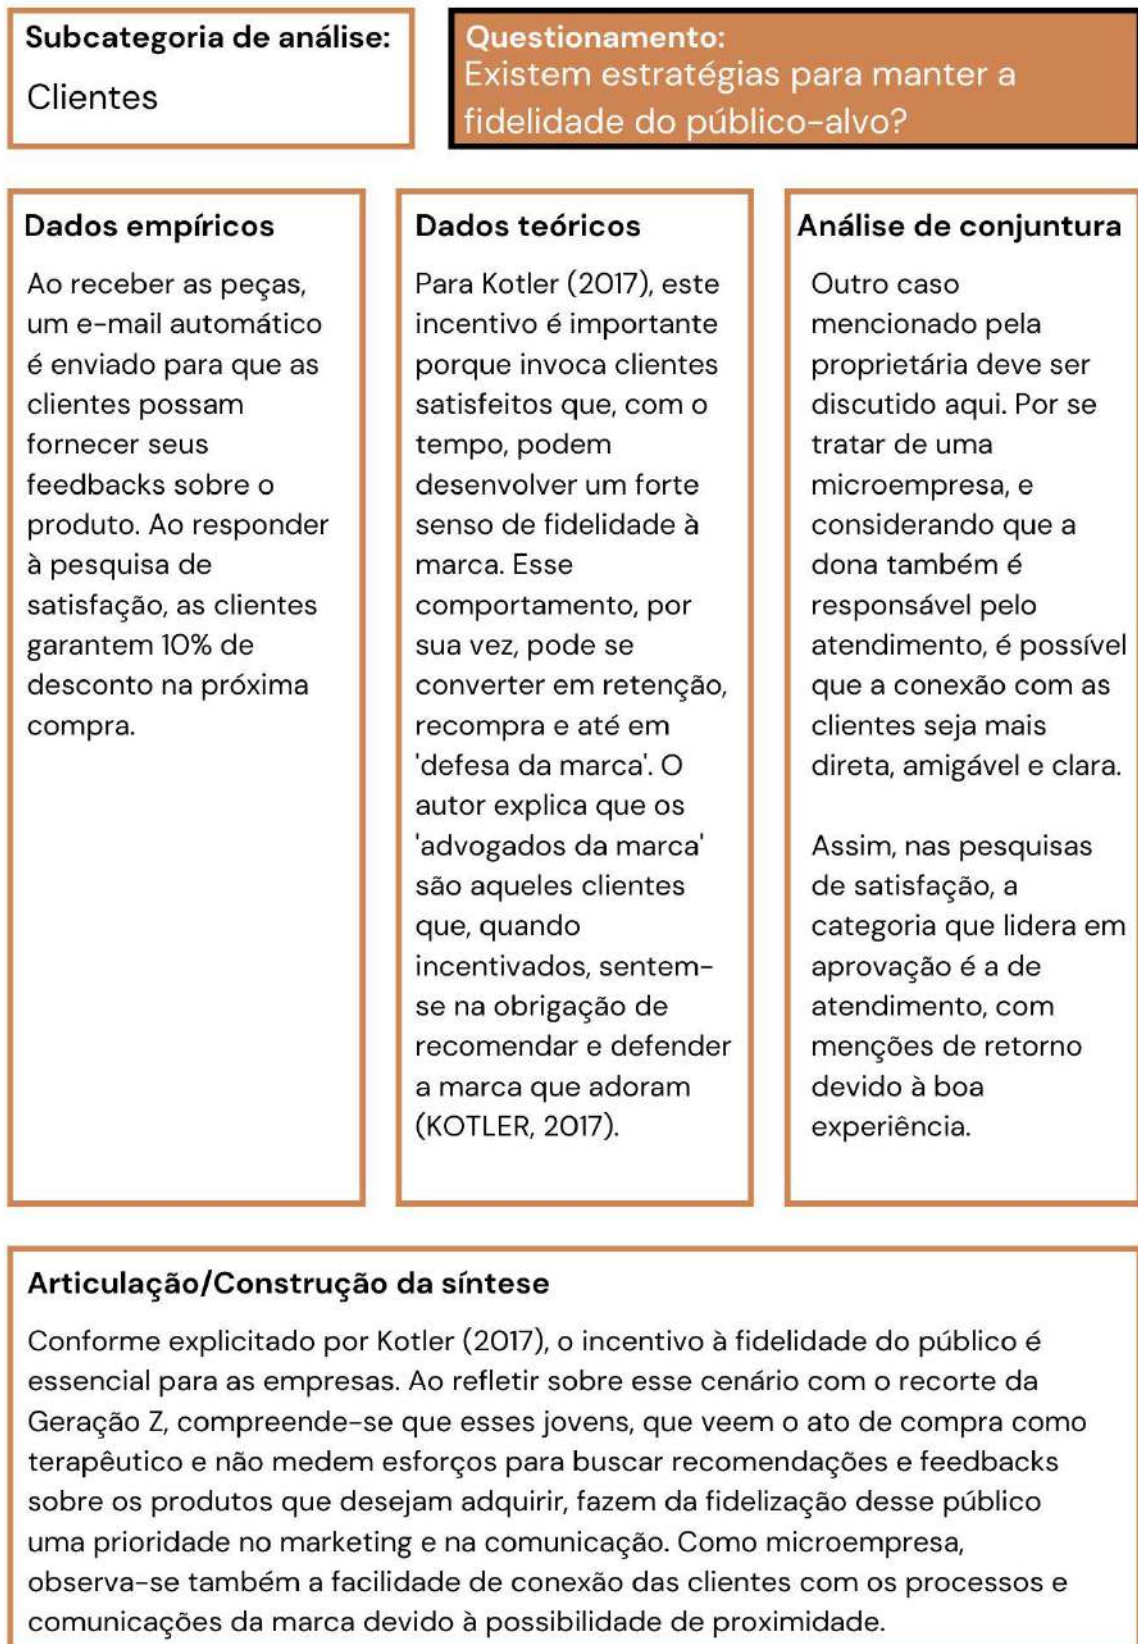 Subcategoria de análise:
Clientes
Questionamento:
Existem estratégias para manter a
fidelidade do público-alvo?
Dados empíricos
Ao receber as peças,
um e-mail automático
é enviado para que as
clientes possam
fornecer seus
feedbacks sobre o
produto. Ao responder
à pesquisa de
satisfação, as clientes
garantem 10% de
desconto na próxima
compra.
Dados teóricos
Para Kotler (2017), este
incentivo é importante
porque invoca clientes
satisfeitos que, com o
tempo, podem
desenvolver um forte
senso de fidelidade à
marca. Esse
comportamento, por
sua vez, pode se
converter em retenção,
recompra e até em
'defesa da marca'. O
autor explica que os
'advogados da marca'
são aqueles clientes
que, quando
incentivados, sentem-
se na obrigação de
recomendar e defender
a marca que adoram
(KOTLER, 2017).
Análise de conjuntura
Outro caso
mencionado pela
proprietária deve ser
discutido aqui. Por se
tratar de uma
microempresa, e
considerando que a
dona também é
responsável pelo
atendimento, é possível
que a conexão com as
clientes seja mais
direta, amigável e clara.
Assim, nas pesquisas
de satisfação, a
categoria que lidera em
aprovação é a de
atendimento, com
menções de retorno
devido à boa
experiência.
Articulação/Construção da síntese
Conforme explicitado por Kotler (2017), o incentivo à fidelidade do público é
essencial para as empresas. Ao refletir sobre esse cenário com o recorte da
Geração Z, compreende-se que esses jovens, que veem o ato de compra como
terapêutico e não medem esforços para buscar recomendações e feedbacks
sobre os produtos que desejam adquirir, fazem da fidelização desse público
uma prioridade no marketing e na comunicação. Como microempresa,
observa-se também a facilidade de conexão das clientes com os processos e
comunicações da marca devido à possibilidade de proximidade.